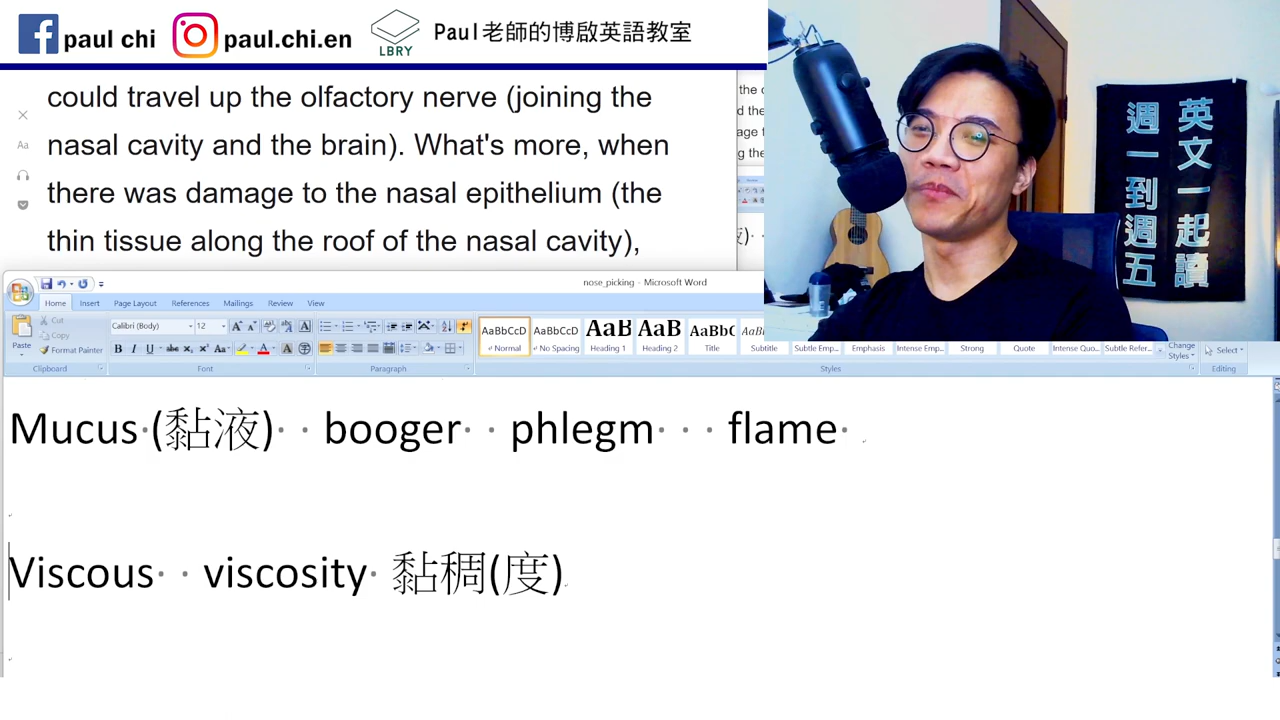 paul chi
paul.chi.en
LBRY
Paul老師的博啟英語教室
could travel up the olfactory nerve (joining the
nasal cavity and the brain). What's more, when
there was damage to the nasal epithelium (the
thin tissue along the roof of the nasal cavity),
Aa
英文一起讀
週一到週五
nose_picking - Microsoft Word
Home Insert Page Layout References Mailings Review View
Paste
Cut
Copy
Format Painter
Calibri (Body) 12
AaBbCcD AaBbCcD AaB AaB AaBbC
Normal No Spacing Heading 1 Heading 2 Title Subtitle Subtle Emp... Emphasis Intense Emp... Strong Quote Intense Quo... Subtle Refer...
Change Styles
Select
Clipboard Font Paragraph Styles Editing
Mucus (黏液) booger phlegm flame
Viscous viscosity 黏稠(度)